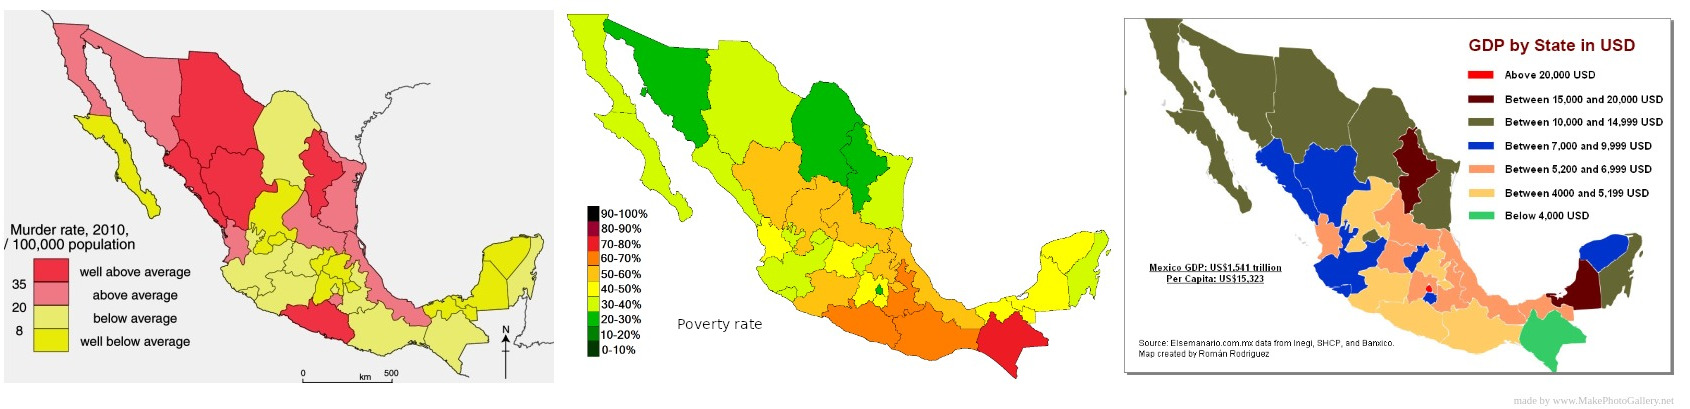 Murder rate, 2010,
/ 100,000 population
well above average
35
above average
20
below average
8
well below average
N
0
km
500
90-100%
80-90%
70-80%
60-70%
50-60%
40-50%
30-40%
20-30%
10-20%
0-10%
Poverty rate
GDP by State in USD
Above 20,000 USD
Between 15,000 and 20,000 USD
Between 10,000 and 14,999 USD
Between 7,000 and 9,999 USD
Between 5,200 and 6,999 USD
Between 4000 and 5,199 USD
Below 4,000 USD
Mexico GDP: US$1,541 trillion
Per Capita: US$15,323
Source: Elsemanario.com.mx data from Inegi, SHCP, and Banxico.
Map created by Román Rodriguez
made by www.MakePhotoGallery.net